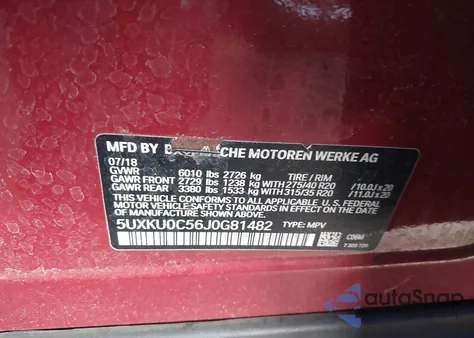 MFD BY B CHE MOTOREN WERKE AG
07/18
GVWR 6010 lbs 2726 kg TIRE / RIM
GAWR FRONT 2729 lbs 1238 kg WITH 275/40 R20 /10.0J x 20
GAWR REAR 3380 lbs 1533 kg WITH 315/35 R20 /10.5J x 20
THIS VEHICLE CONFORMS TO ALL APPLICABLE
FEDERAL MOTOR VEHICLE SAFETY STANDARDS
IN EFFECT ON THE DATE OF MANUFACTURE
SHOWN ABOVE.
5UXKU0C56J0G81482 TYPE: MPV
autoSnap